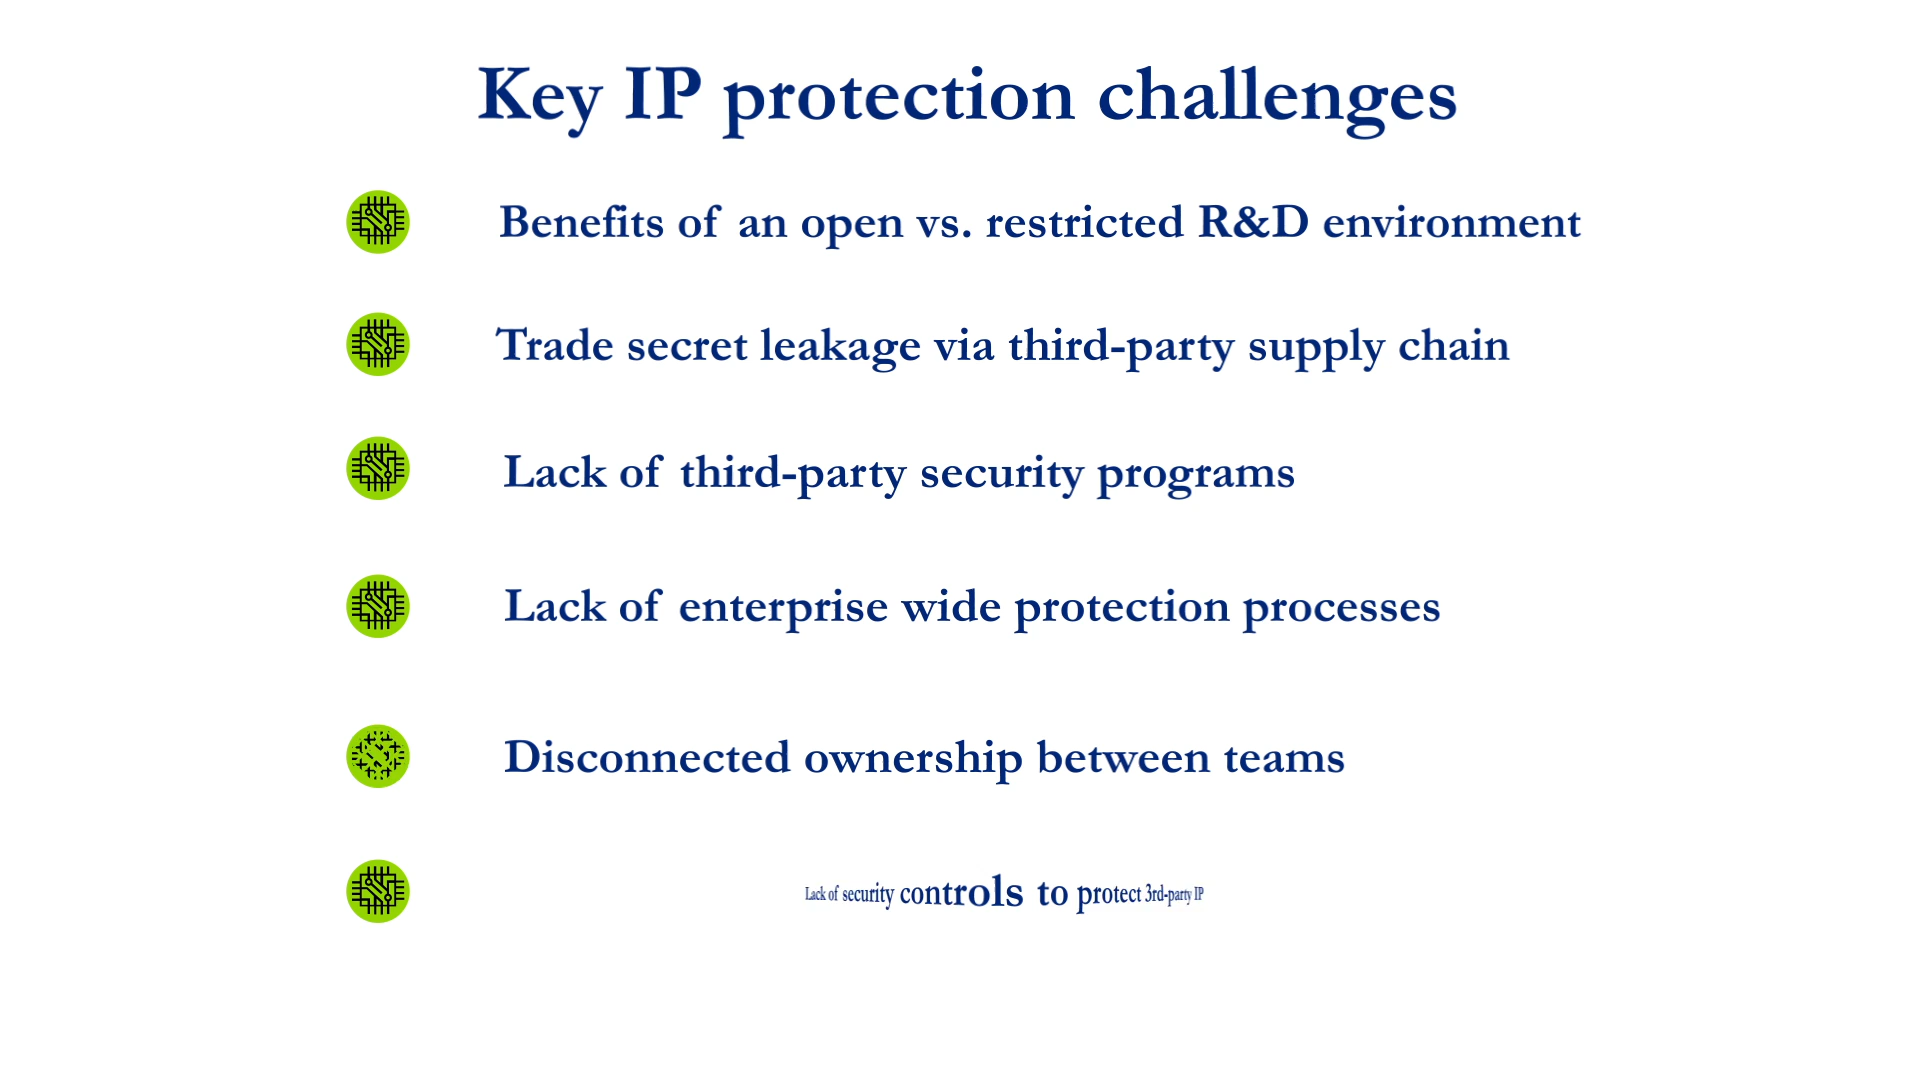 Key IP protection challenges
Benefits of an open vs. restricted R&D environment
Trade secret leakage via third-party supply chain
Lack of third-party security programs
Lack of enterprise wide protection processes
Disconnected ownership between teams
Lack of security controls to protect 3rd-party IP